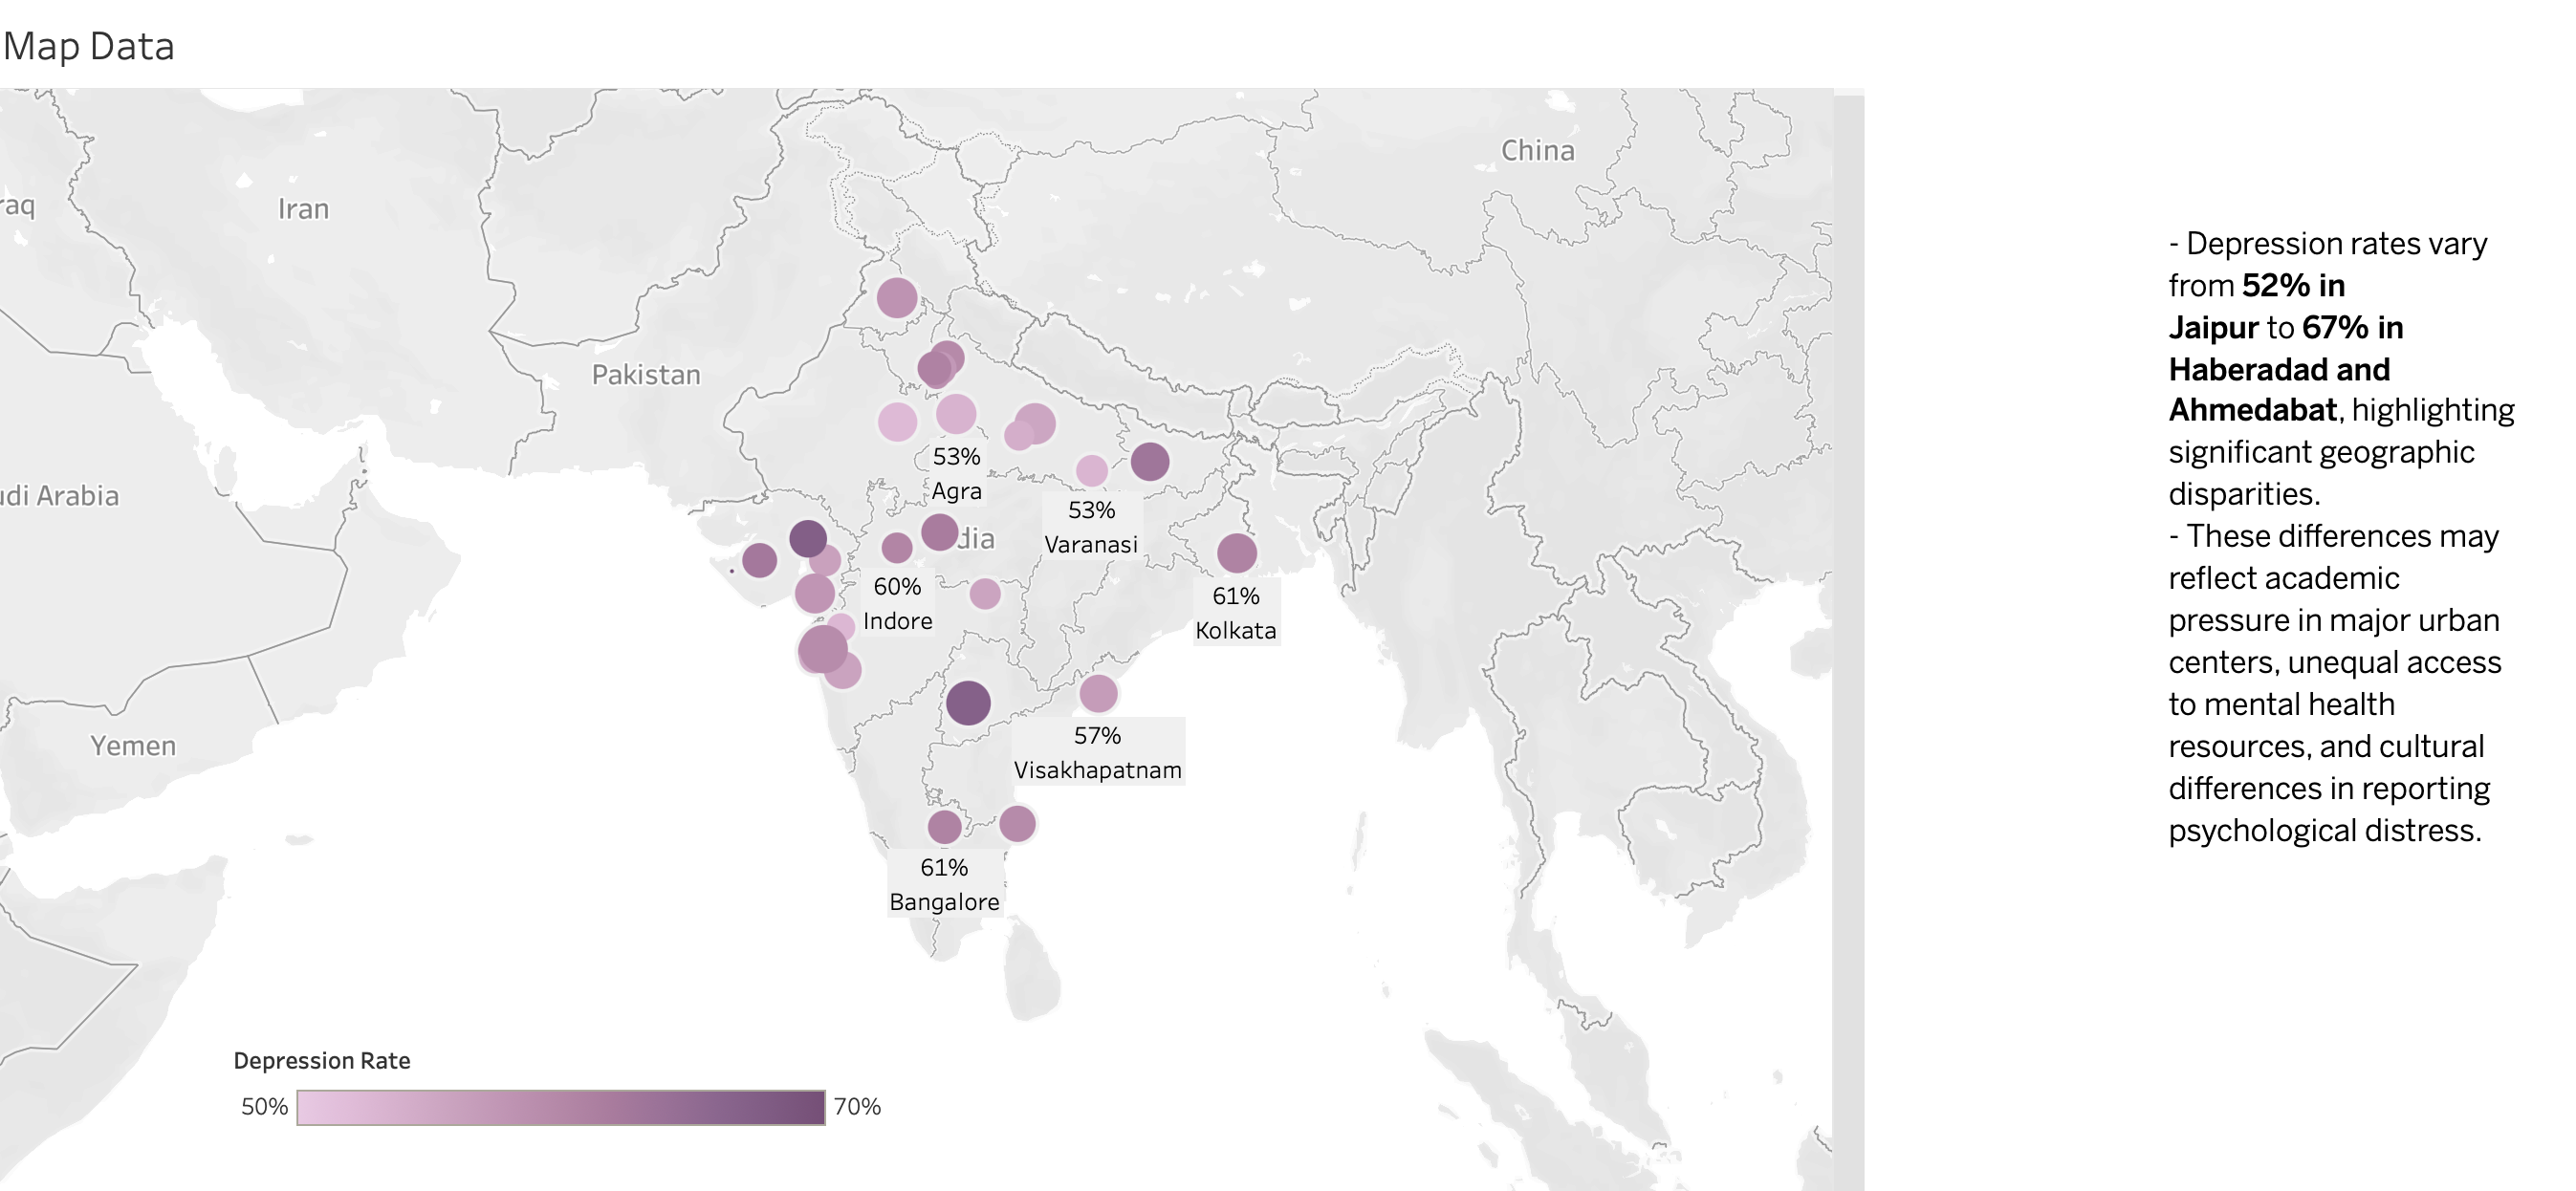 Map Data
China
raq
Iran
Pakistan
udi Arabia
Yemen
53%
Agra
53%
Varanasi
dia
60%
Indore
61%
Kolkata
57%
Visakhapatnam
61%
Bangalore
Depression Rate
50%
70%
- Depression rates vary
from 52% in
Jaipur to 67% in
Haberadad and
Ahmedabat, highlighting
significant geographic
disparities.
- These differences may
reflect academic
pressure in major urban
centers, unequal access
to mental health
resources, and cultural
differences in reporting
psychological distress.